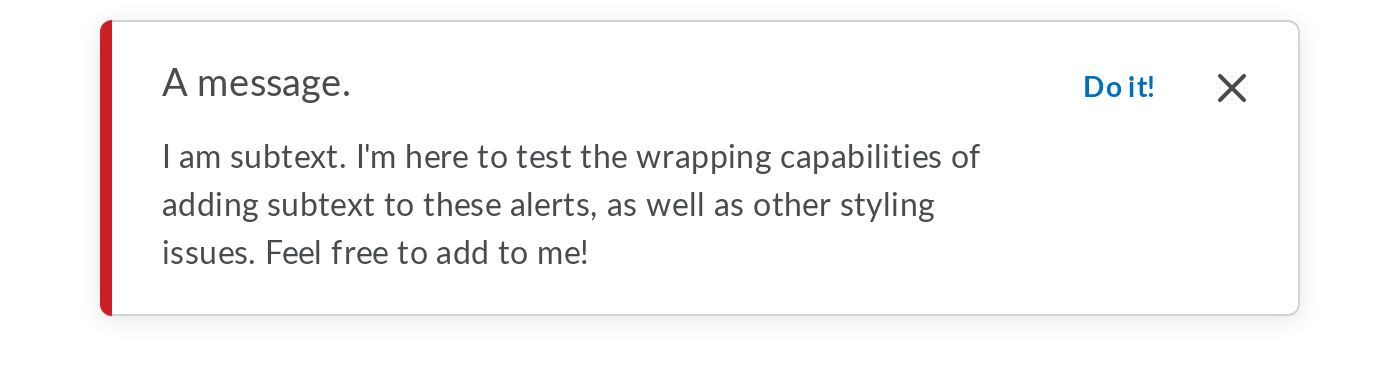 A message.
Do it!
I am subtext. I'm here to test the wrapping capabilities of
adding subtext to these alerts, as well as other styling
issues. Feel free to add to me!